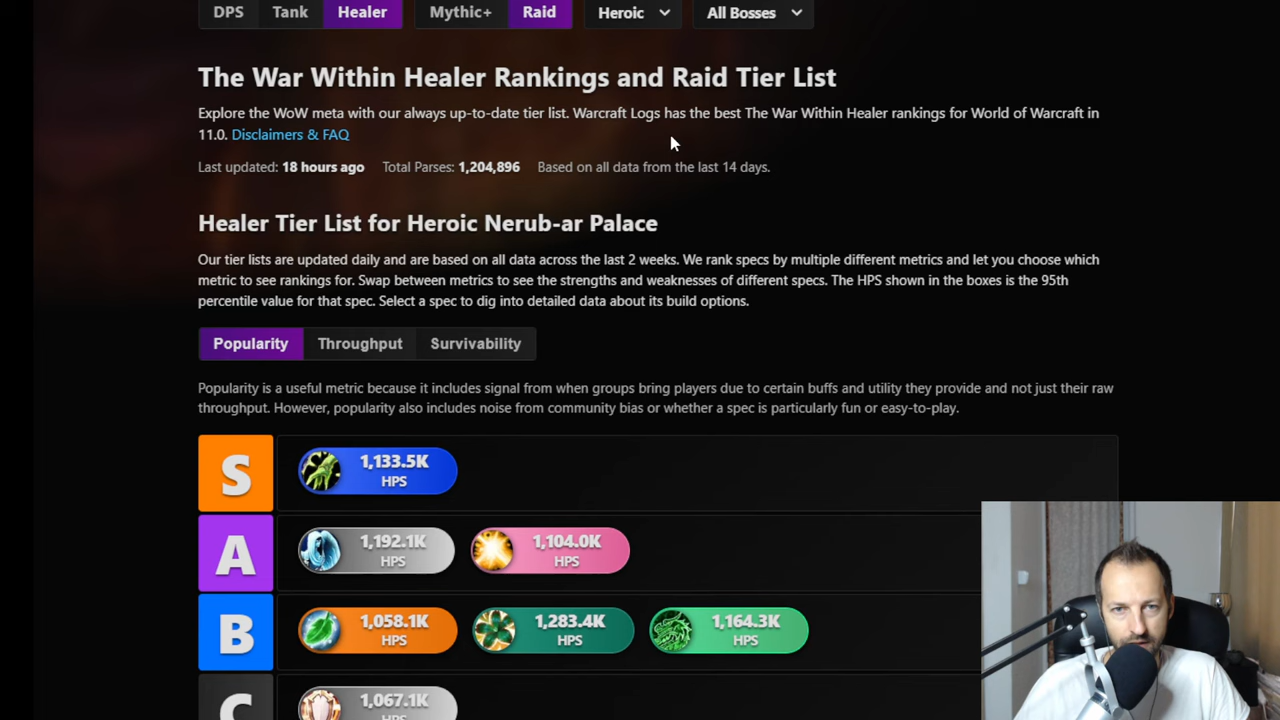 DPS Tank Healer Mythic+ Raid Heroic All Bosses
The War Within Healer Rankings and Raid Tier List
Explore the WoW meta with our always up-to-date tier list. Warcraft Logs has the best The War Within Healer rankings for World of Warcraft in
11.0. Disclaimers & FAQ
Last updated: 18 hours ago Total Parses: 1,204,896 Based on all data from the last 14 days.
Healer Tier List for Heroic Nerub-ar Palace
Our tier lists are updated daily and are based on all data across the last 2 weeks. We rank specs by multiple different metrics and let you choose which
metric to see rankings for. Swap between metrics to see the strengths and weaknesses of different specs. The HPS shown in the boxes is the 95th
percentile value for that spec. Select a spec to dig into detailed data about its build options.
Popularity Throughput Survivability
Popularity is a useful metric because it includes signal from when groups bring players due to certain buffs and utility they provide and not just their raw
throughput. However, popularity also includes noise from community bias or whether a spec is particularly fun or easy-to-play.
S
1,133.5K
HPS
A
1,192.1K
HPS
1,104.0K
HPS
B
1,058.1K
HPS
1,283.4K
HPS
1,164.3K
HPS
C
1,067.1K
HPS